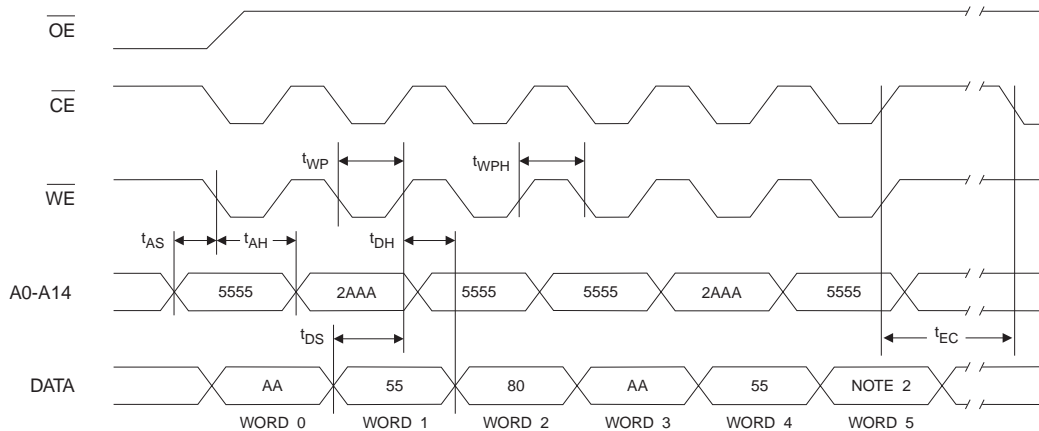 OE
CE
tWP
tWPH
WE
tAS
tAH
tDH
A0-A14
5555
2AAA
5555
5555
2AAA
5555
tDS
tEC
DATA
AA
55
80
AA
55
NOTE 2
WORD 0
WORD 1
WORD 2
WORD 3
WORD 4
WORD 5